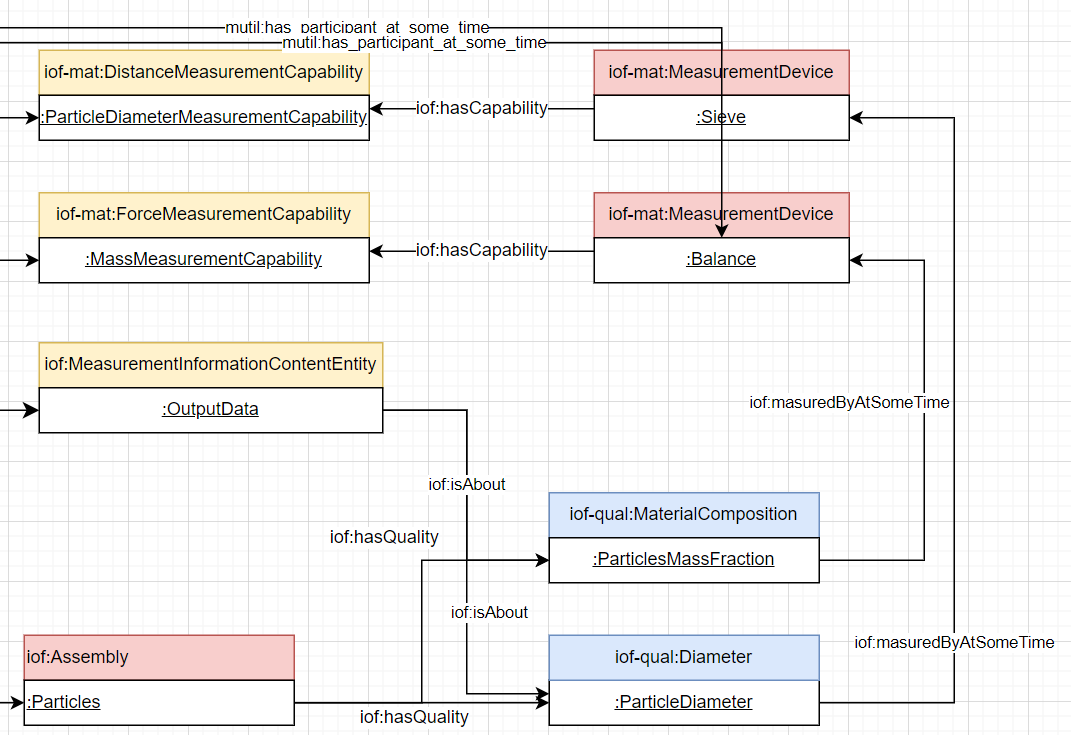 mutil:has_participant_at_some_time
mutil:has_participant_at_some_time
iof-mat:DistanceMeasurementCapability
:ParticleDiameterMeasurementCapability
iof:hasCapability
iof-mat:MeasurementDevice
:Sieve
iof-mat:ForceMeasurementCapability
:MassMeasurementCapability
iof:hasCapability
iof-mat:MeasurementDevice
:Balance
iof:MeasurementInformationContentEntity
:OutputData
iof:masuredByAtSomeTime
iof:isAbout
iof:hasQuality
iof-qual:MaterialComposition
:ParticlesMassFraction
iof:isAbout
iof:Assembly
:Particles
iof:hasQuality
iof-qual:Diameter
:ParticleDiameter
iof:masuredByAtSomeTime